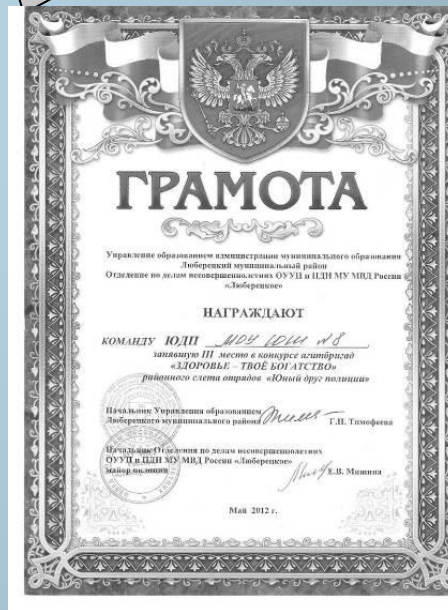 ГРАМОТА
Управление образованием администрации муниципального образования
Люберецкий муниципальный район
Отделение по делам несовершеннолетних ОУУП и ПДН МУ МВД России
«Люберецкое»
НАГРАЖДАЮТ
КОМАНДУ ЮДП МОУ СОШ №8
занявшую III место в конкурсе агитбригад
«ЗДОРОВЬЕ – ТВОЁ БОГАТСТВО»
районного слета отрядов «Юный друг полиции»
Начальник Управления образованием
Люберецкого муниципального района Г.П. Тимофеева
Начальник Отделения по делам несовершеннолетних
ОУУП и ПДН МУ МВД России «Люберецкое»
майор полиции Е.В. Мишина
Май 2012 г.